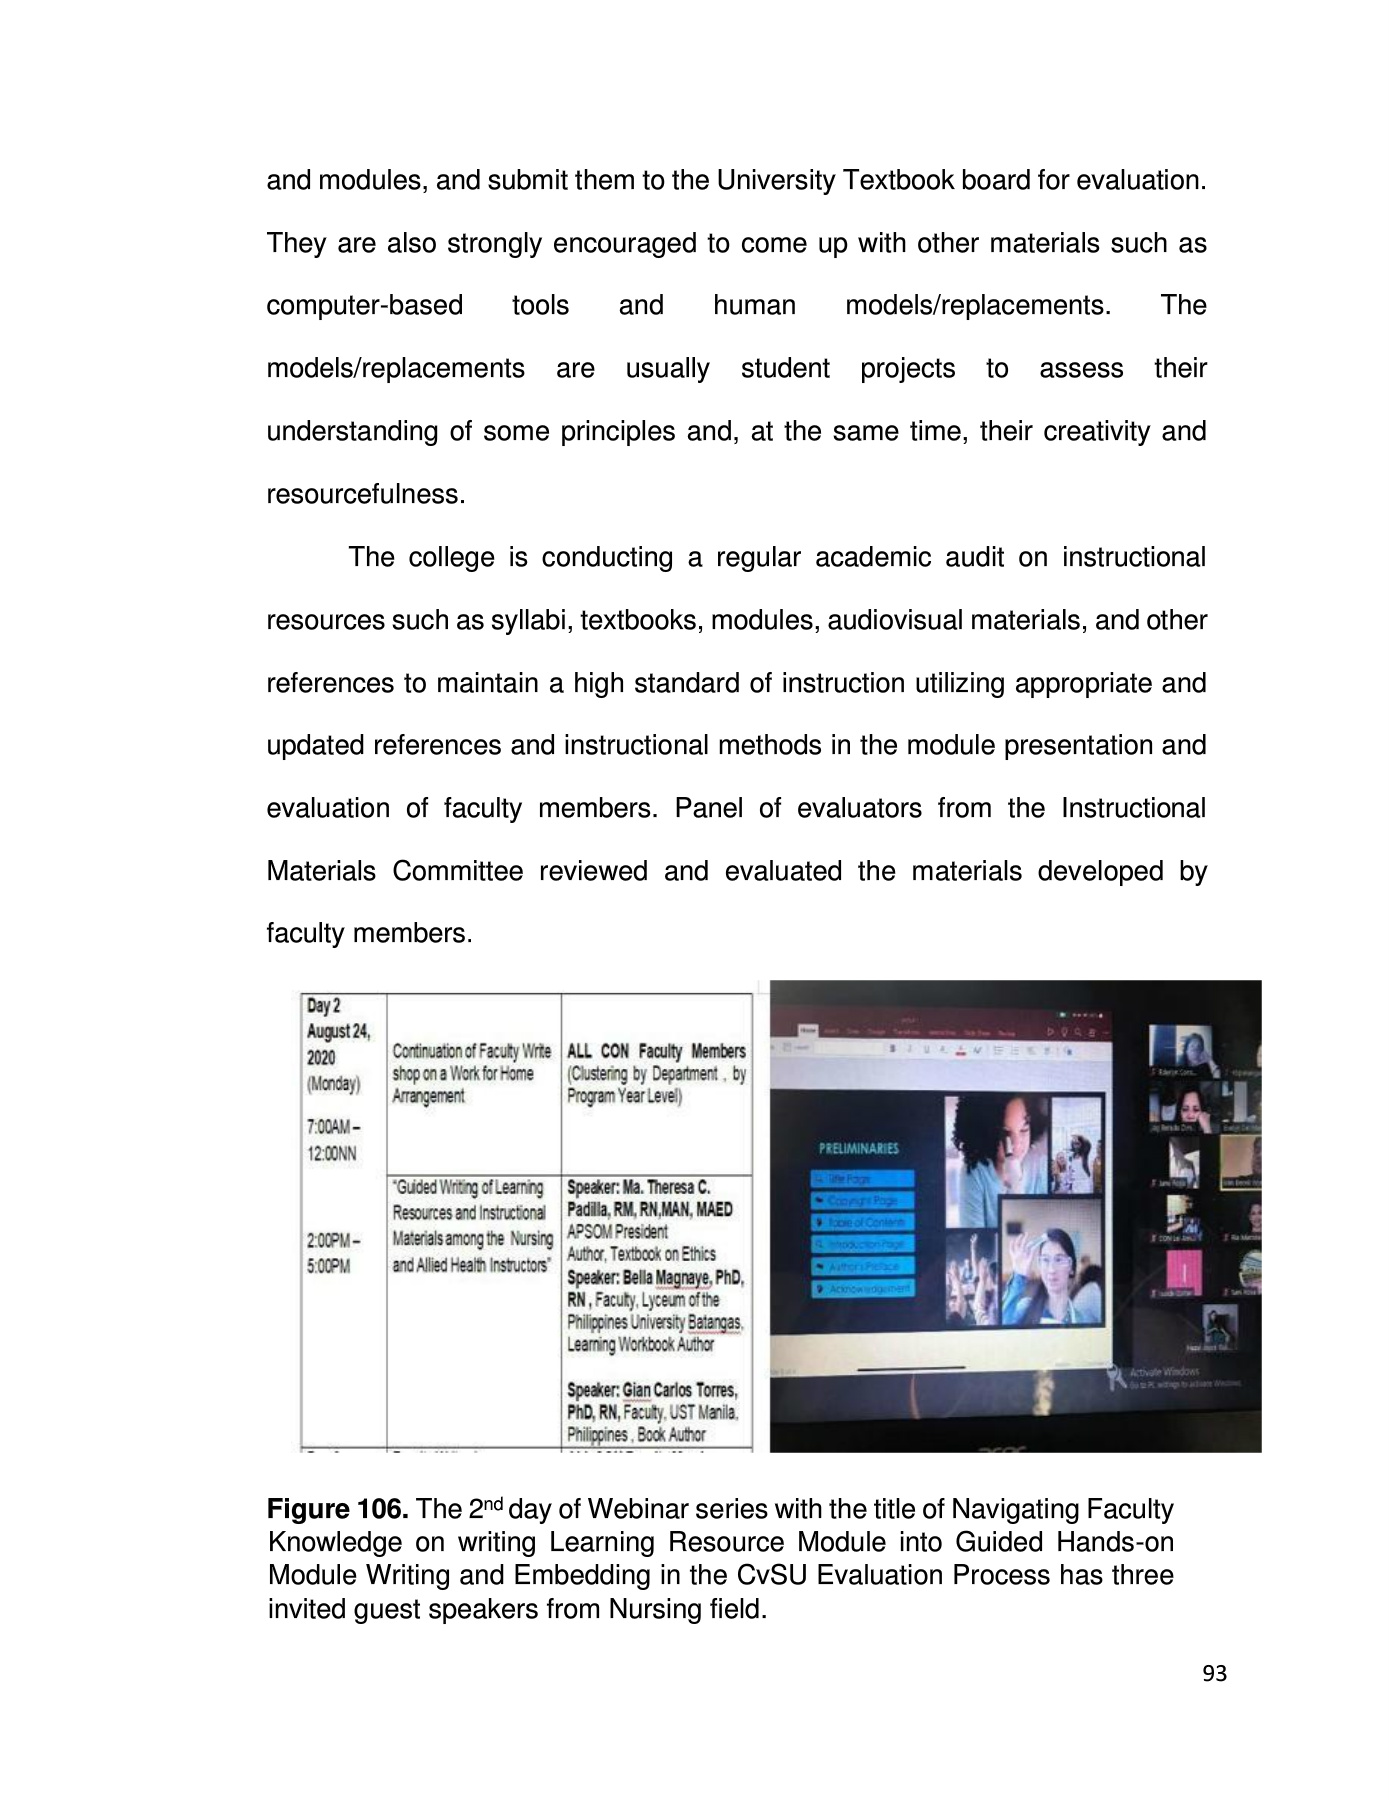 and modules, and submit them to the University Textbook board for evaluation.
They are also strongly encouraged to come up with other materials such as
computer-based tools and human models/replacements. The
models/replacements are usually student projects to assess their
understanding of some principles and, at the same time, their creativity and
resourcefulness.
The college is conducting a regular academic audit on instructional
resources such as syllabi, textbooks, modules, audiovisual materials, and other
references to maintain a high standard of instruction utilizing appropriate and
updated references and instructional methods in the module presentation and
evaluation of faculty members. Panel of evaluators from the Instructional
Materials Committee reviewed and evaluated the materials developed by
faculty members.
Day 2
August 24,
2020
(Monday)
7:00AM –
12:00NN
Continuation of Faculty Write
shop on a Work for Home
Arrangement
ALL CON Faculty Members
(Clustering by Department , by
Program Year Level)
2:00PM –
5:00PM
"Guided Writing of Learning
Resources and Instructional
Materials among the Nursing
and Allied Health Instructors"
Speaker: Ma. Theresa C.
Padilla, RM, RN,MAN, MAED
APSOM President
Author, Textbook on Ethics
Speaker: Bella Magnaye, PhD,
RN , Faculty, Lyceum of the
Philippines University Batangas,
Learning Workbook Author
Speaker: Gian Carlos Torres,
PhD, RN, Faculty, UST Manila,
Philippines , Book Author
Home
PRELIMINARIES
Title Page
Copyright Page
Table of Contents
Introduction Page
Author's Preface
Acknowledgement
Activate Windows
Go to PC settings to activate Windows.
acer
Figure 106. The 2nd day of Webinar series with the title of Navigating Faculty
Knowledge on writing Learning Resource Module into Guided Hands-on
Module Writing and Embedding in the CvSU Evaluation Process has three
invited guest speakers from Nursing field.
93